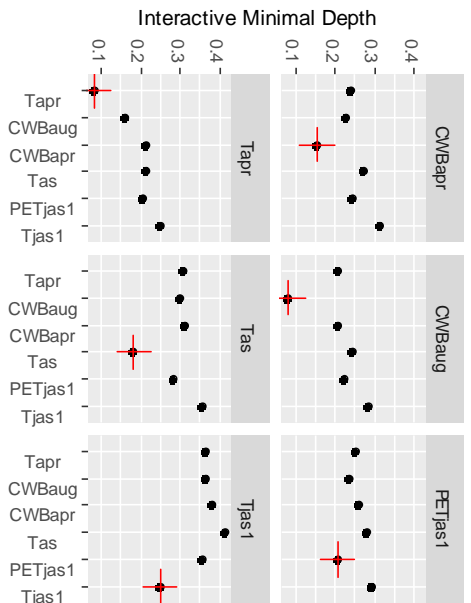 Interactive Minimal Depth
0.1
0.2
0.3
0.4
0.1
0.2
0.3
0.4
Tapr
CWBaug
CWBapr
Tas
PETjas1
Tjas1
Tapr
CWBapr
Tapr
CWBaug
CWBapr
Tas
PETjas1
Tjas1
Tas
CWBaug
Tapr
CWBaug
CWBapr
Tas
PETjas1
Tjas1
Tjas1
PETjas1